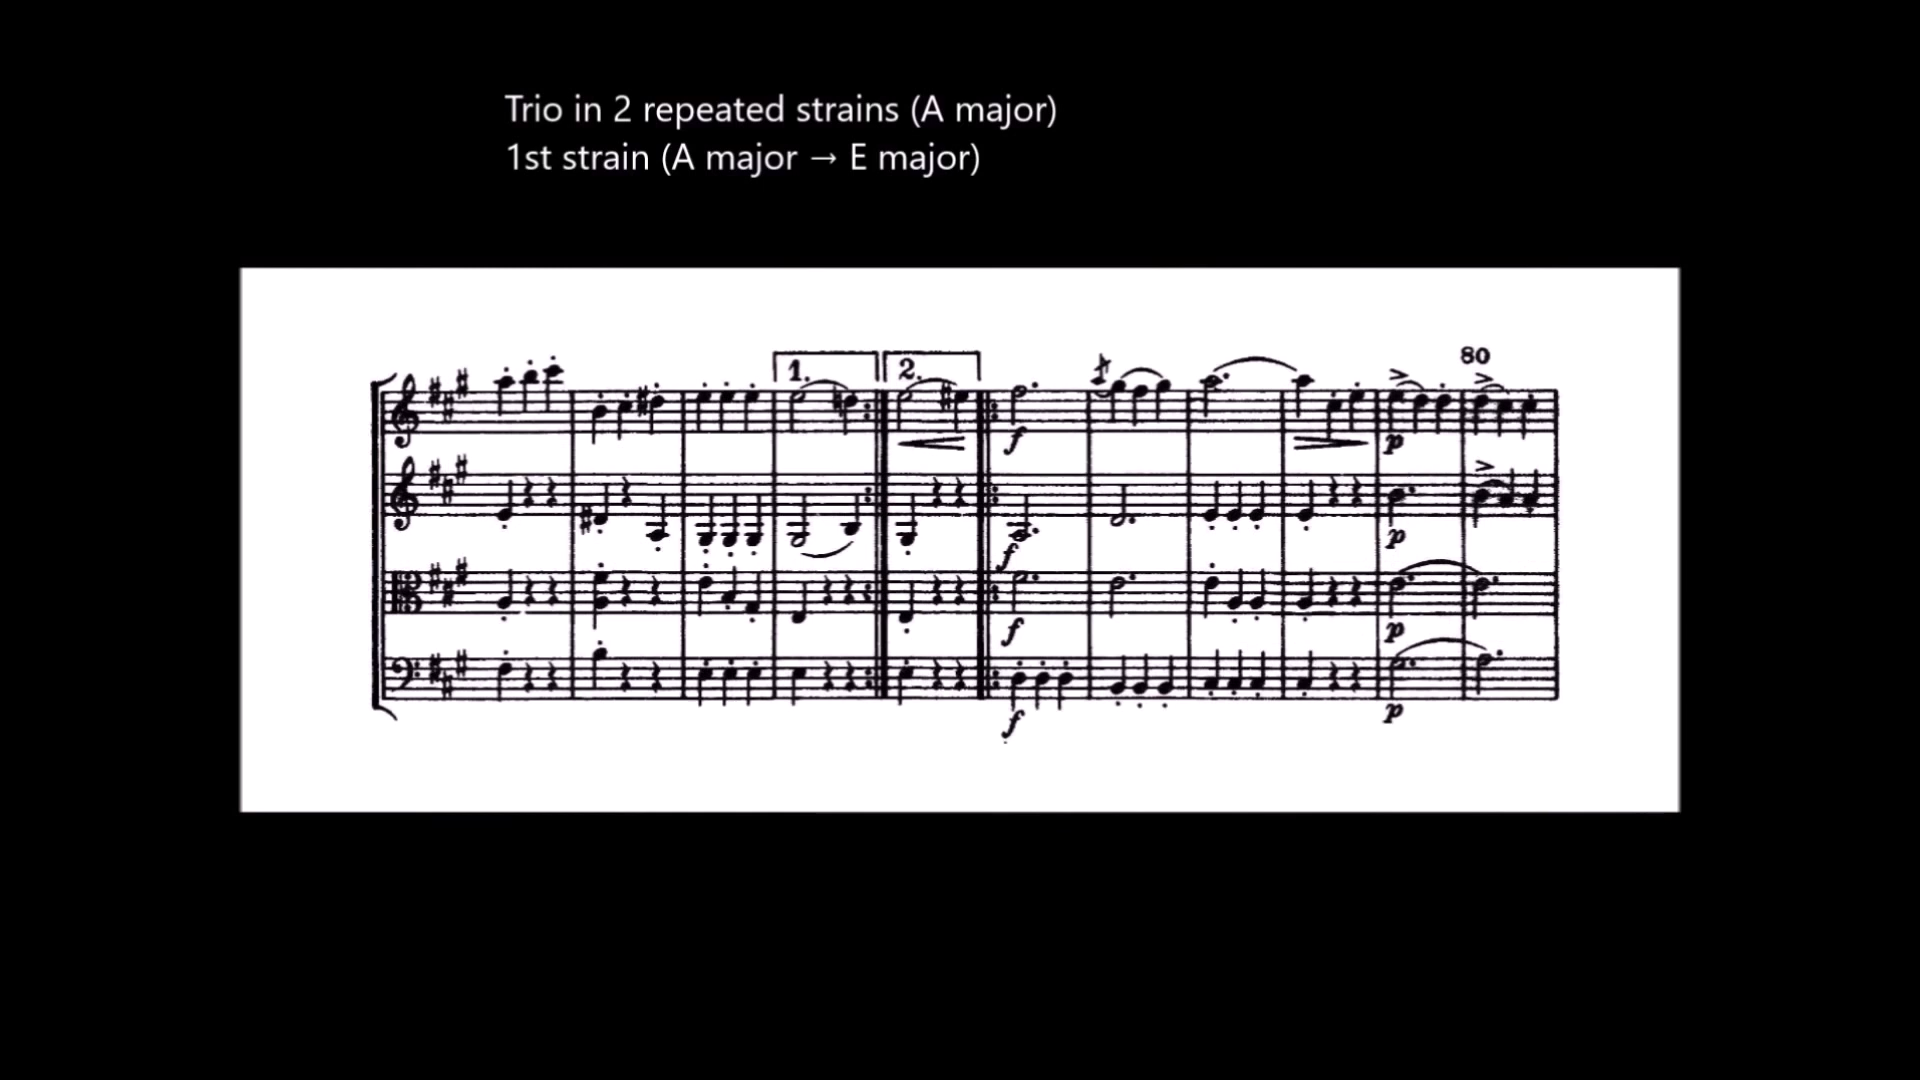 Trio in 2 repeated strains (A major)
1st strain (A major → E major)
1. 2. 80
f p
p
f
f p
f p